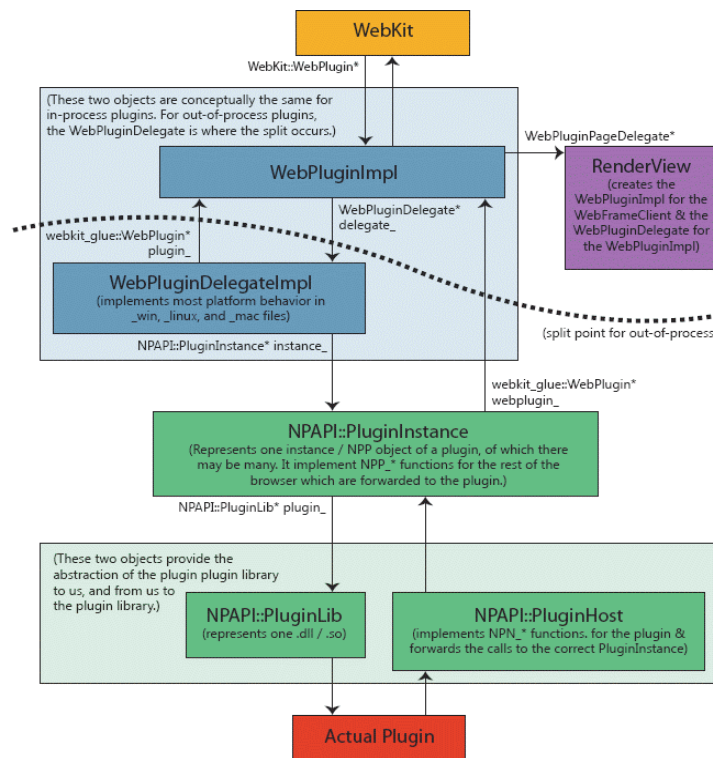 WebKit
WebKit::WebPlugin*
(These two objects are conceptually the same for
in-process plugins. For out-of-process plugins,
the WebPluginDelegate is where the split occurs.)
WebPluginPageDelegate*
WebPluginImpl
RenderView
(creates the
WebPluginImpl for the
WebFrameClient & the
WebPluginDelegate for
the WebPluginImpl)
webkit_glue::WebPlugin*
plugin_
WebPluginDelegate*
delegate_
WebPluginDelegateImpl
(implements most platform behavior in
_win, _linux, and _mac files)
(split point for out-of-process
NPAPI::PluginInstance* instance_
webkit_glue::WebPlugin*
webplugin_
NPAPI::PluginInstance
(Represents one instance / NPP object of a plugin, of which there
may be many. It implement NPP_* functions for the rest of the
browser which are forwarded to the plugin.)
NPAPI::PluginLib* plugin_
(These two objects provide the
abstraction of the plugin plugin library
to us, and from us to
the plugin library.)
NPAPI::PluginLib
(represents one .dll / .so)
NPAPI::PluginHost
(implements NPN_* functions. for the plugin &
forwards the calls to the correct PluginInstance)
Actual Plugin